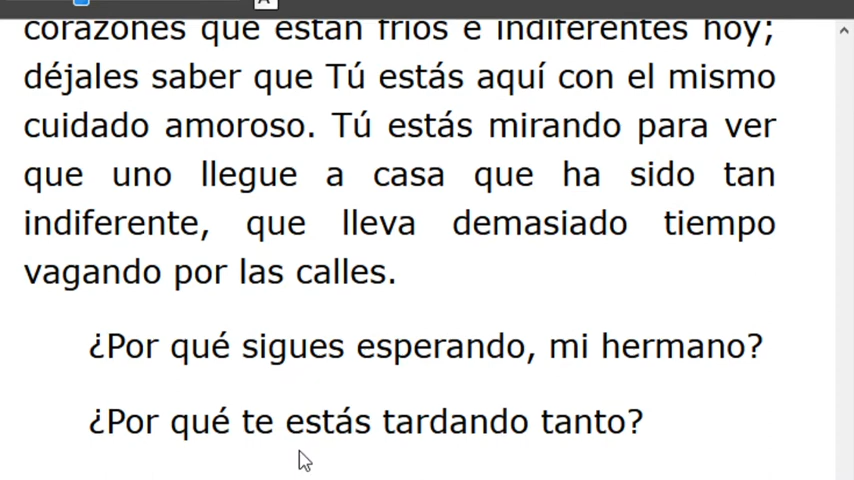 corazones que están fríos e indiferentes hoy;
déjales saber que Tú estás aquí con el mismo
cuidado amoroso. Tú estás mirando para ver
que uno llegue a casa que ha sido tan
indiferente, que lleva demasiado tiempo
vagando por las calles.
¿Por qué sigues esperando, mi hermano?
¿Por qué te estás tardando tanto?